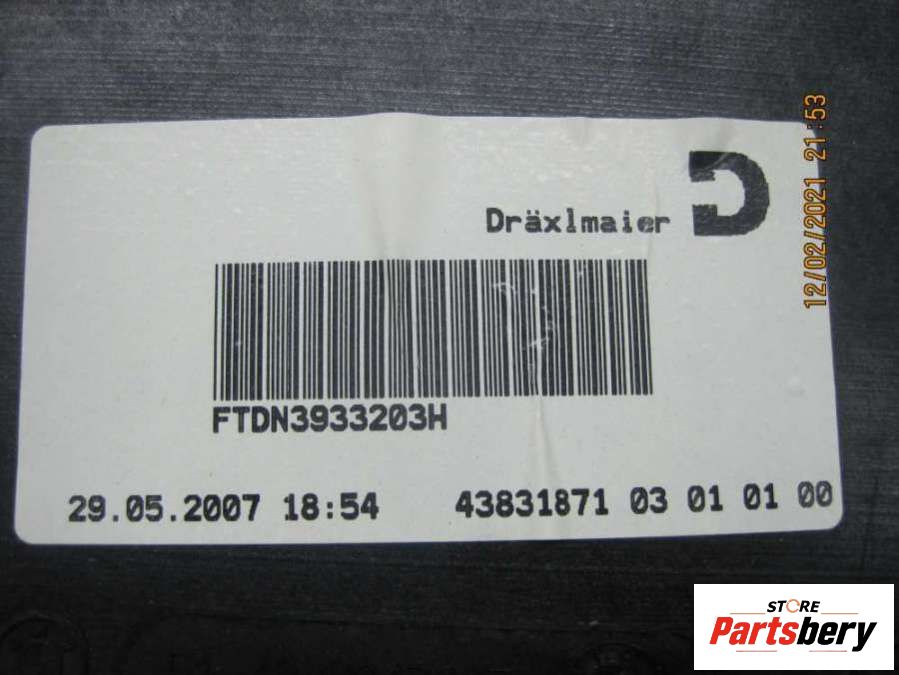 Dräxlmaier
FTDN3933203H
29.05.2007 18:54 43831871 03 01 01 00
12/02/2021 21:53
STORE
Partsbery